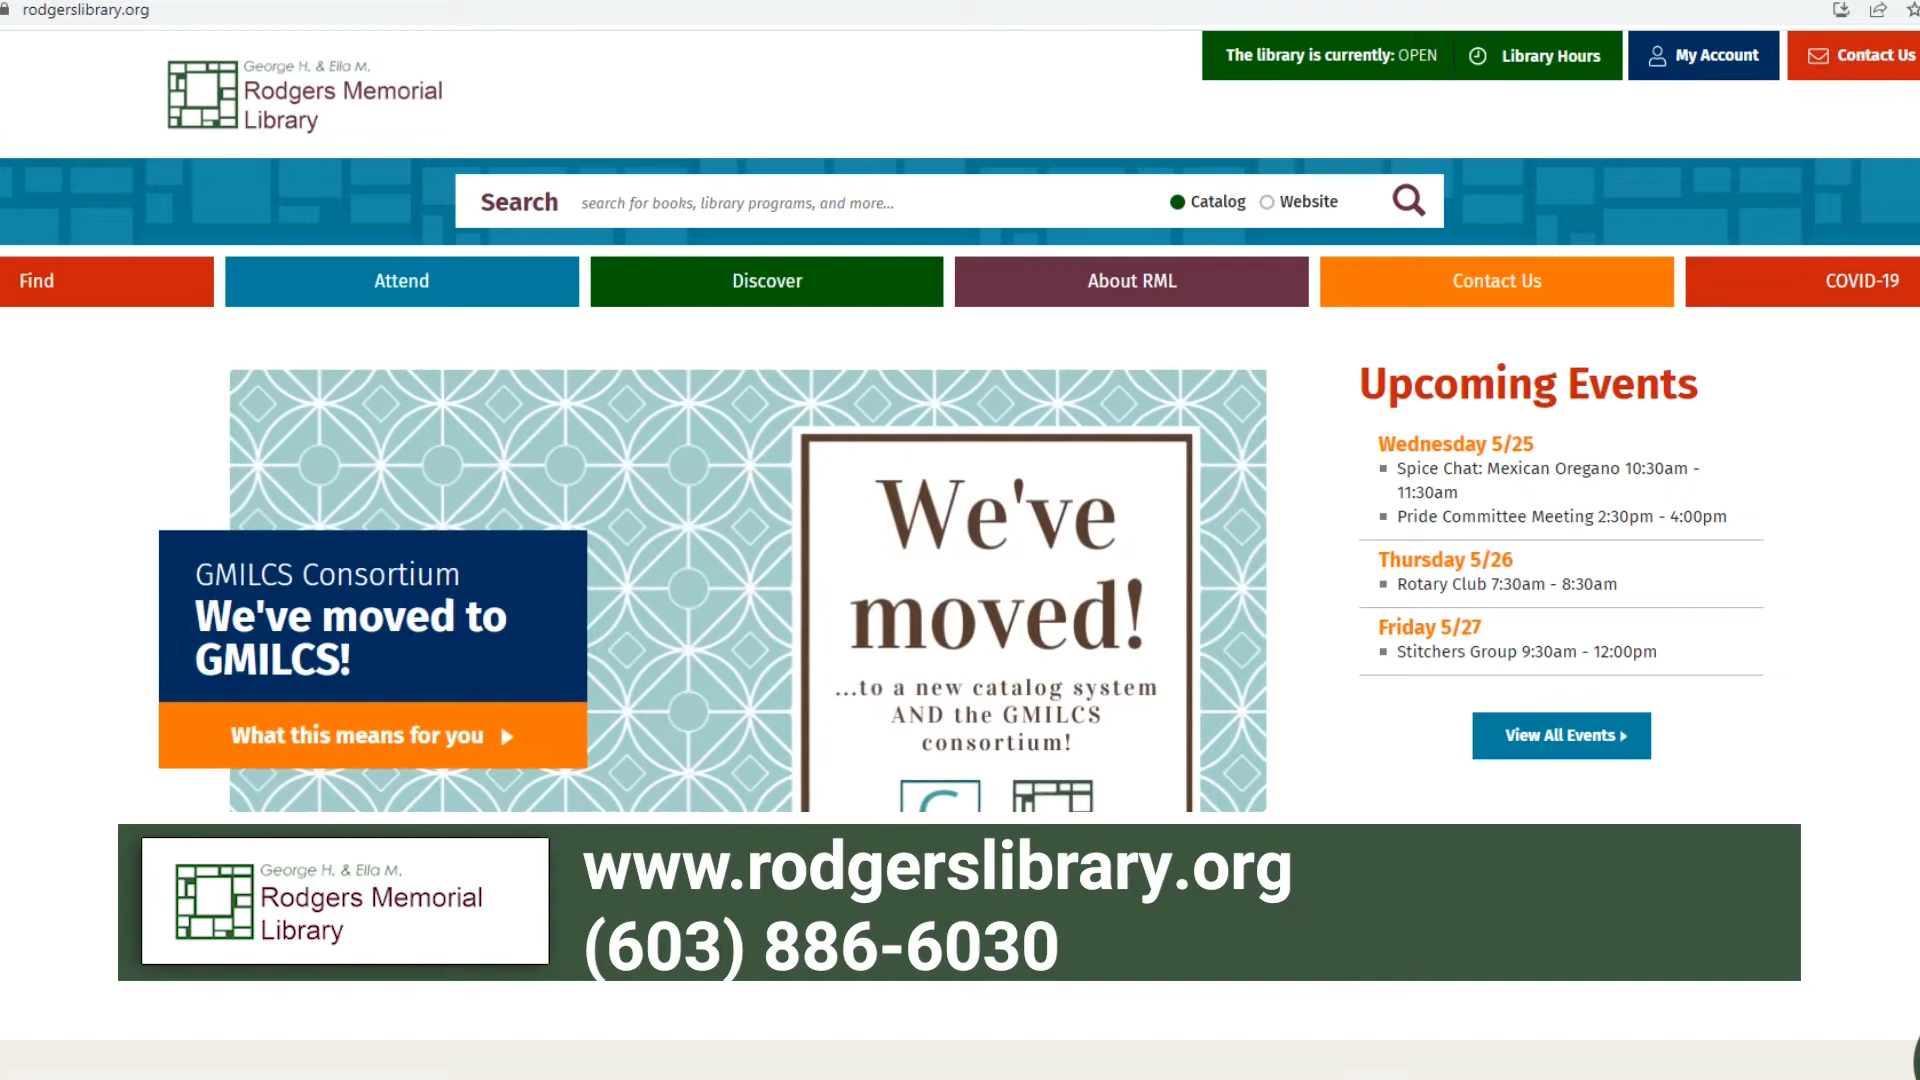 rodgerslibrary.org
The library is currently: OPEN
Library Hours
My Account
Contact Us
George H. & Ella M.
Rodgers Memorial
Library
Search search for books, library programs, and more...
Catalog
Website
Find
Attend
Discover
About RML
Contact Us
COVID-19
GMILCS Consortium
We've moved to
GMILCS!
What this means for you
We've
moved!
...to a new catalog system
AND the GMILCS
consortium!
Upcoming Events
Wednesday 5/25
Spice Chat: Mexican Oregano 10:30am -
11:30am
Pride Committee Meeting 2:30pm - 4:00pm
Thursday 5/26
Rotary Club 7:30am - 8:30am
Friday 5/27
Stitchers Group 9:30am - 12:00pm
View All Events
George H. & Ella M.
Rodgers Memorial
Library
www.rodgerslibrary.org
(603) 886-6030